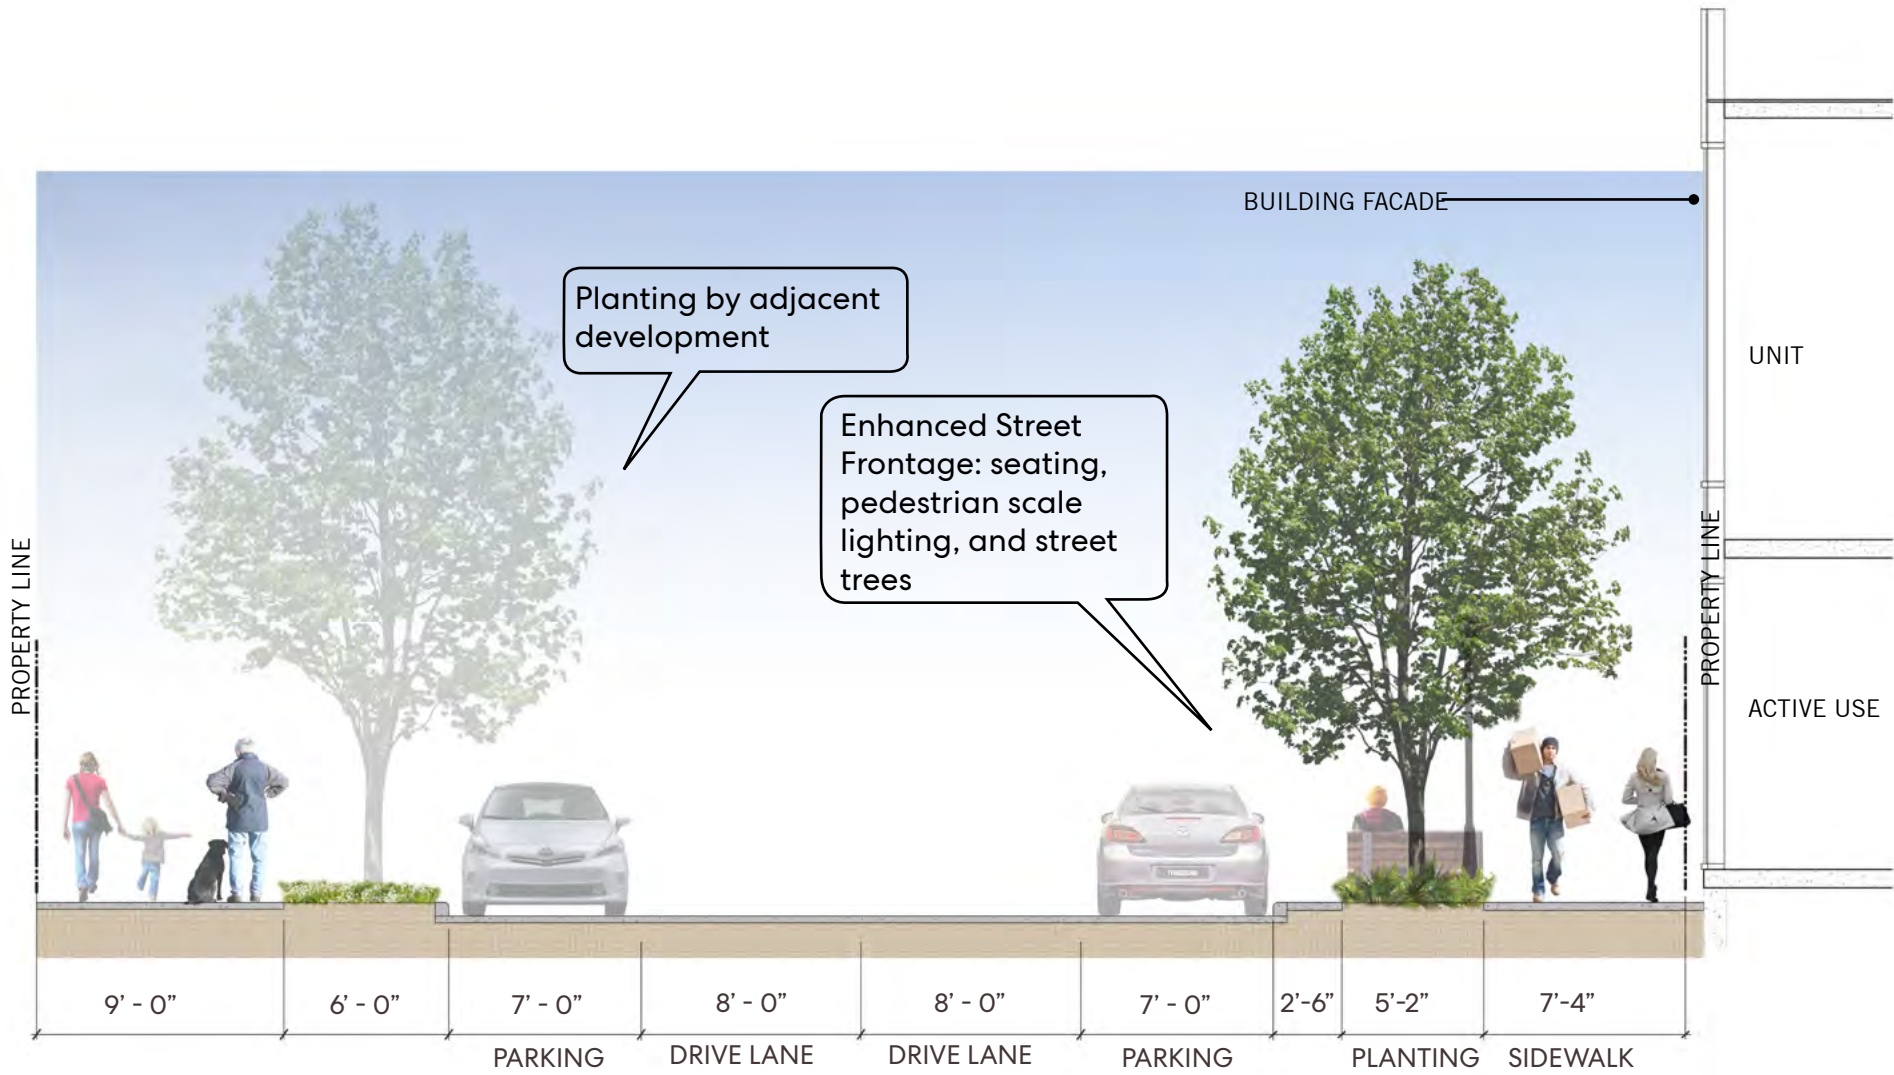 BUILDING FACADE
Planting by adjacent
development
UNIT
Enhanced Street
Frontage: seating,
pedestrian scale
lighting, and street
trees
PROPERTY LINE
PROPERTY LINE
ACTIVE USE
9’ - 0”
6’ - 0”
7’ - 0”
8’ - 0”
8’ - 0”
7’ - 0”
2’-6”
5’-2”
7’-4”
PARKING
DRIVE LANE
DRIVE LANE
PARKING
PLANTING
SIDEWALK